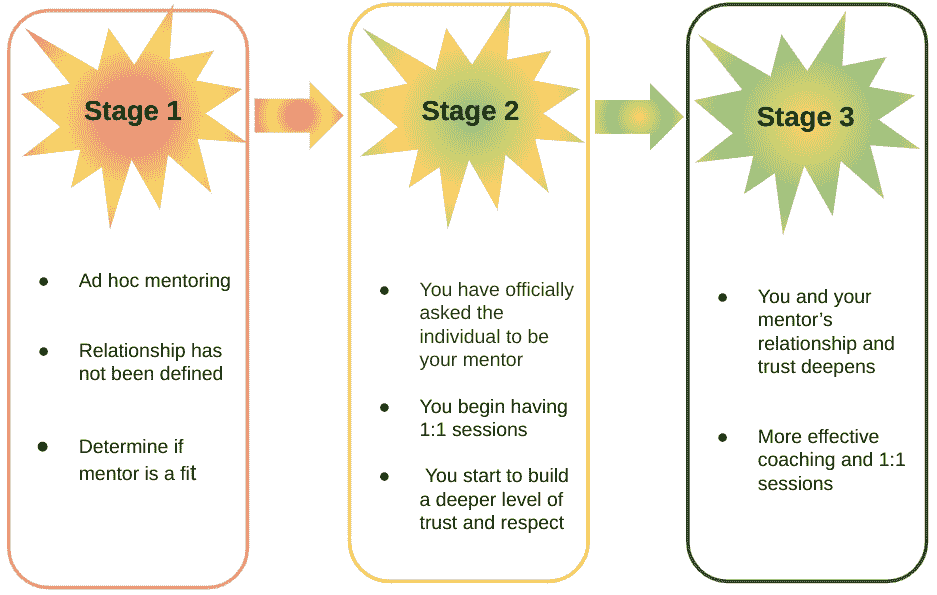 Stage 1
● Ad hoc mentoring
● Relationship has
not been defined
● Determine if
mentor is a fit
Stage 2
● You have officially
asked the
individual to be
your mentor
● You begin having
1:1 sessions
● You start to build
a deeper level of
trust and respect
Stage 3
● You and your
mentor’s
relationship and
trust deepens
● More effective
coaching and 1:1
sessions